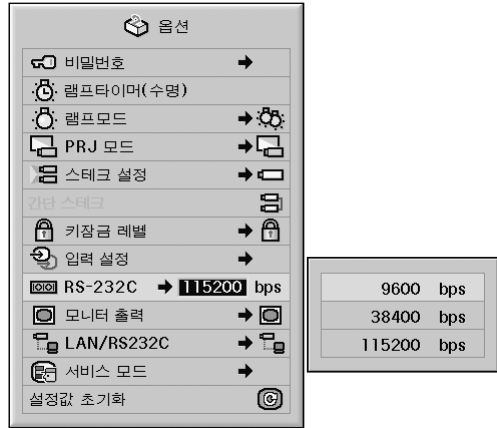 옵션
비밀번호
램프타이머(수명)
램프모드
PRJ 모드
스테크 설정
간단 스테크
키잠금 레벨
입력 설정
RS-232C 115200 bps
모니터 출력
LAN/RS232C
서비스 모드
설정값 초기화
9600 bps
38400 bps
115200 bps